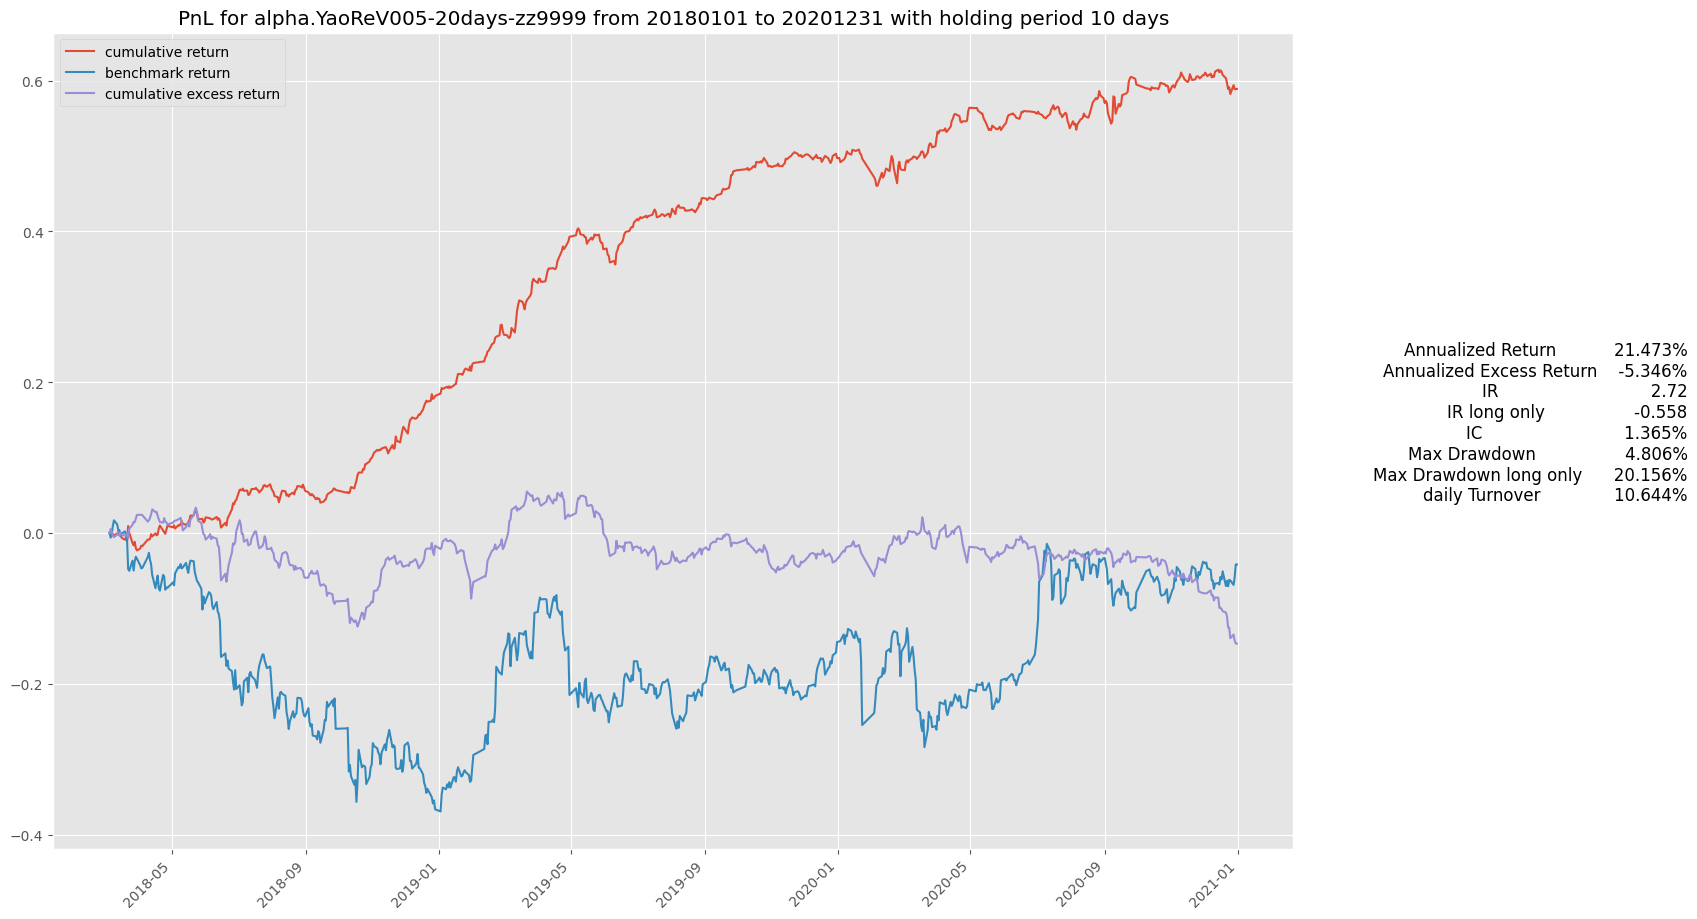 PnL for alpha.YaoReV005-20days-zz9999 from 20180101 to 20201231 with holding period 10 days
cumulative return
benchmark return
cumulative excess return
0.6
0.4
0.2
0.0
−0.2
−0.4
2018-05
2018-09
2019-01
2019-05
2019-09
2020-01
2020-05
2020-09
2021-01
Annualized Return 21.473%
Annualized Excess Return -5.346%
IR 2.72
IR long only -0.558
IC 1.365%
Max Drawdown 4.806%
Max Drawdown long only 20.156%
daily Turnover 10.644%